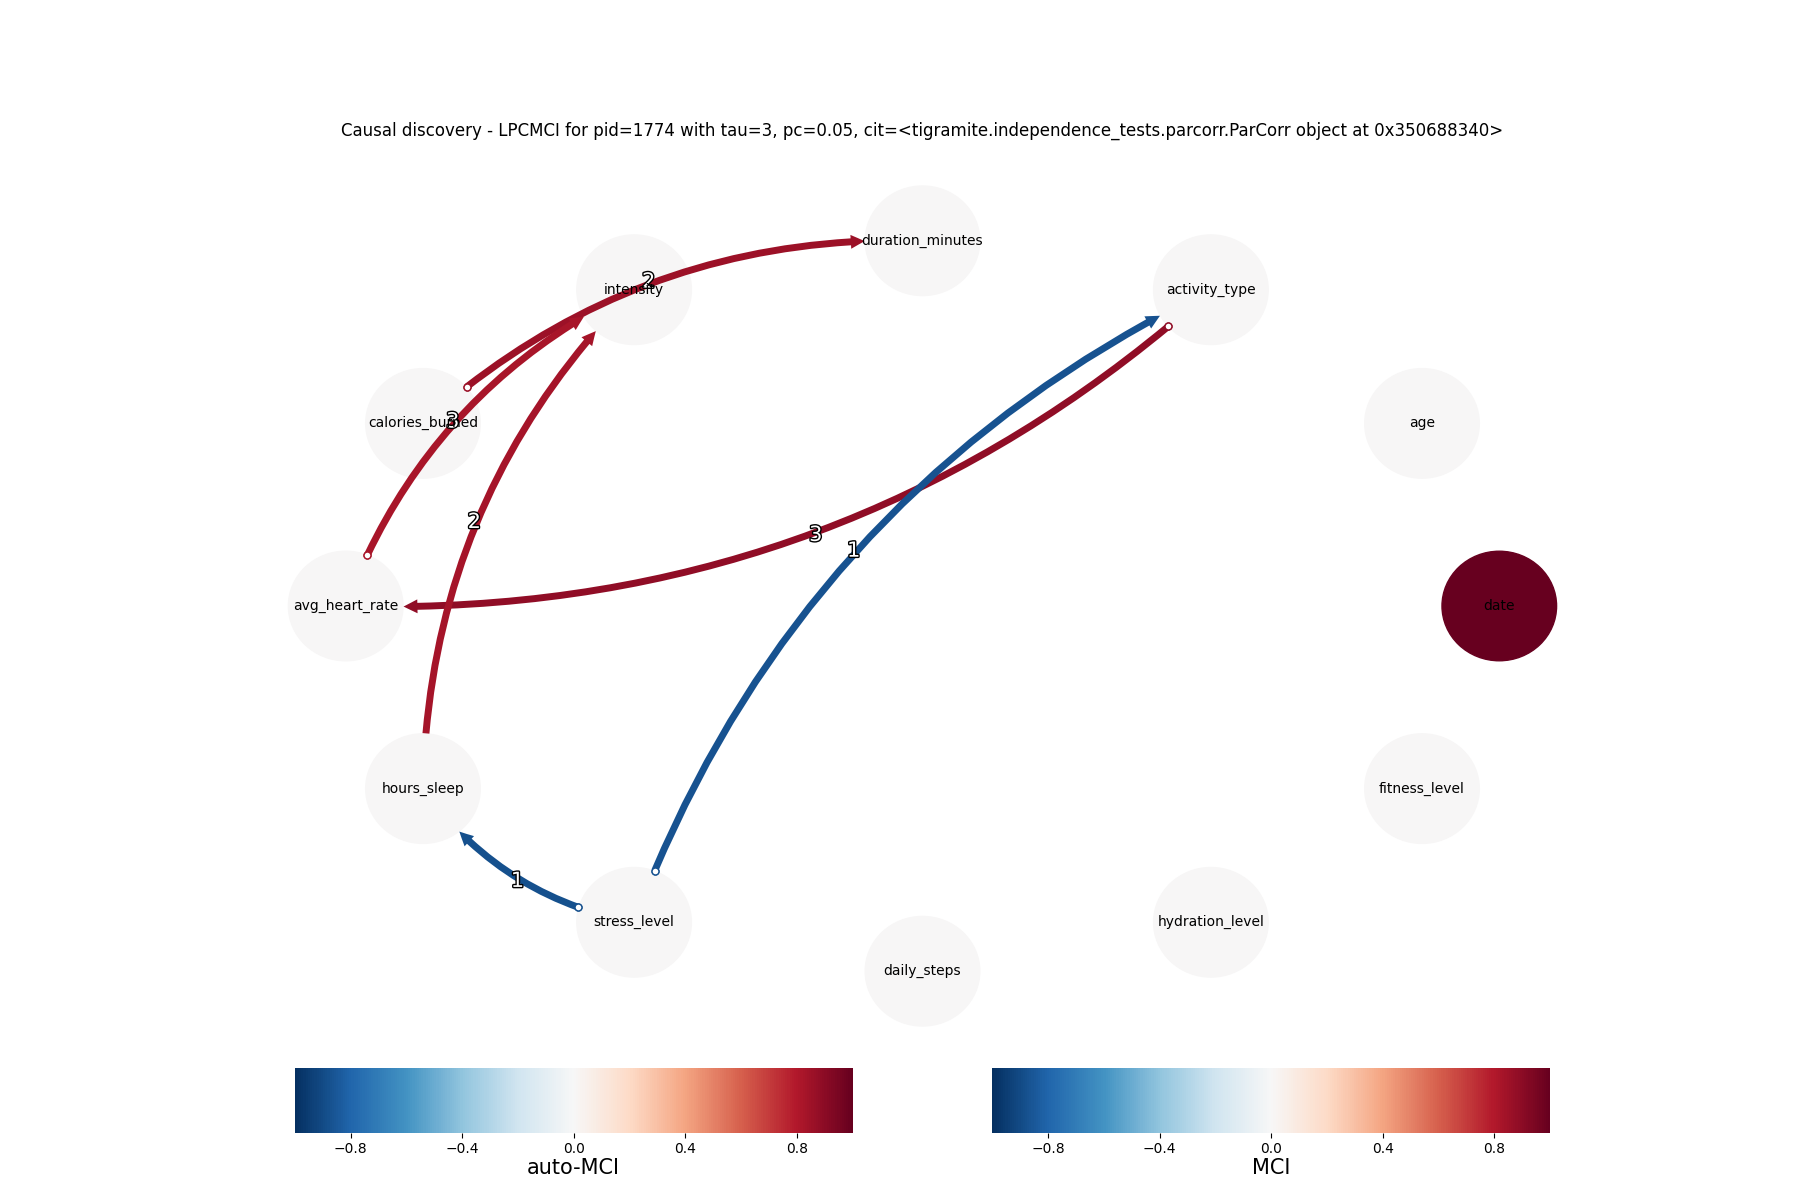 Causal discovery - LPCMCI for pid=1774 with tau=3, pc=0.05, cit=<tigramite.independence_tests.parcorr.ParCorr object at 0x350688340>
duration_minutes
intensity
2
activity_type
calories_burned
3
age
2
3
1
avg_heart_rate
date
hours_sleep
fitness_level
1
stress_level
hydration_level
daily_steps
−0.8 −0.4 0.0 0.4 0.8
auto-MCI
−0.8 −0.4 0.0 0.4 0.8
MCI